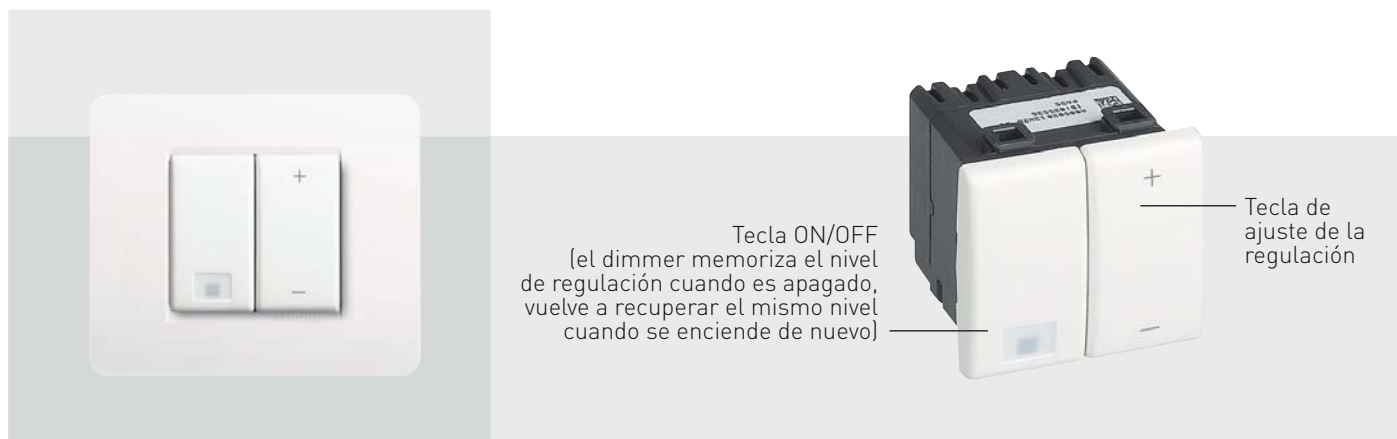 +
—
Tecla ON/OFF
(el dimmer memoriza el nivel
de regulación cuando es apagado,
vuelve a recuperar el mismo nivel
cuando se enciende de nuevo)
+
—
Tecla de
ajuste de la
regulación